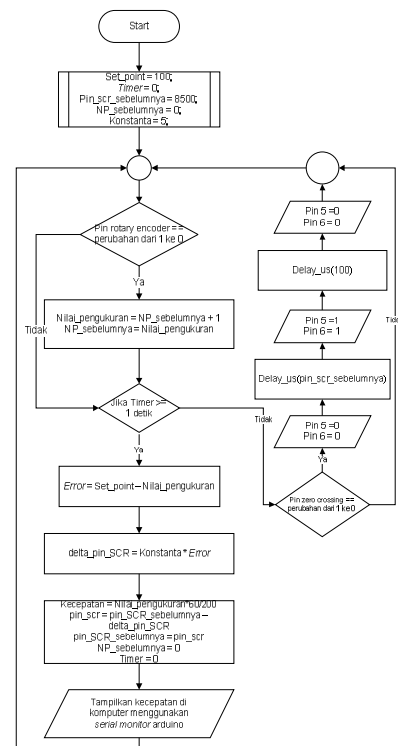 Start
Set_point = 100;
Timer = 0;
Pin_scr_sebelumnya = 8500;
NP_sebelumnya = 0;
Konstanta = 5;
Pin rotary encoder ==
perubahan dari 1 ke 0
Ya
Tidak
Nilai_pengukuran = NP_sebelumnya + 1
NP_sebelumnya = Nilai_pengukuran
Jika Timer >=
1 detik
Tidak
Ya
Error = Set_point – Nilai_pengukuran
delta_pin_SCR = Konstanta * Error
Kecepatan = Nilai_pengukuran*60/200
pin_scr = pin_SCR_sebelumnya –
delta_pin_SCR
pin_SCR_sebelumnya = pin_scr
NP_sebelumnya = 0
Timer = 0
Tampilkan kecepatan di
komputer menggunakan
serial monitor arduino
Pin 5 =0
Pin 6 = 0
Delay_us(100)
Pin 5 =1
Pin 6 = 1
Delay_us(pin_scr_sebelumnya)
Pin 5 =0
Pin 6 = 0
Ya
Pin zero crossing ==
perubahan dari 1 ke 0